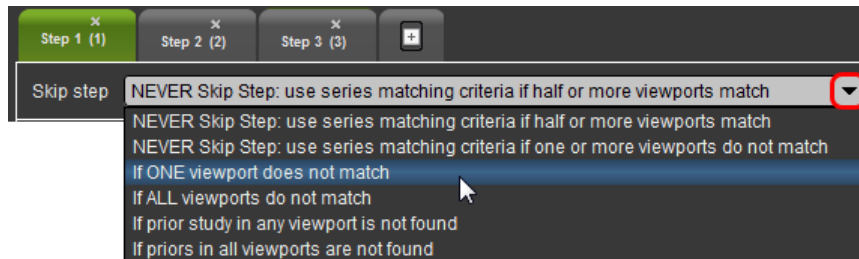 Step 1 (1) Step 2 (2) Step 3 (3)
Skip step NEVER Skip Step: use series matching criteria if half or more viewports match
NEVER Skip Step: use series matching criteria if half or more viewports match
NEVER Skip Step: use series matching criteria if one or more viewports do not match
If ONE viewport does not match
If ALL viewports do not match
If prior study in any viewport is not found
If priors in all viewports are not found